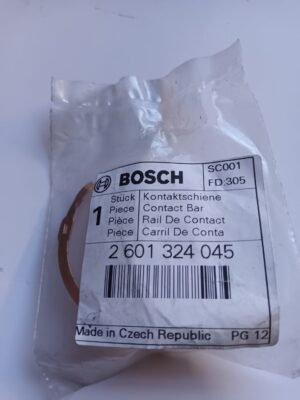 SC001
BOSCH
FD:305
1
Stück Kontaktschiene
Piece Contact Bar
Pièce Rail De Contact
Pieza Carril De Conta
2 601 324 045
Made in Czech Republic PG 12